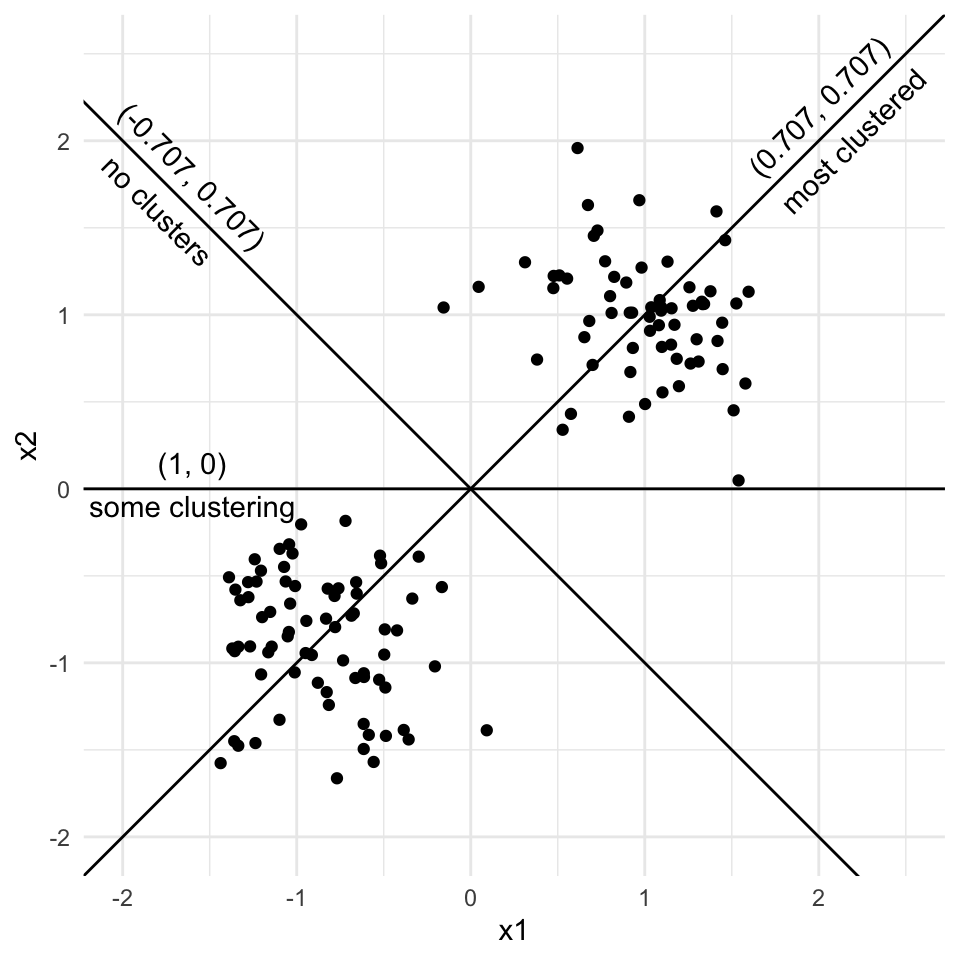 (-0.707, 0.707)
no clusters
(0.707, 0.707)
most clustered
(1, 0)
some clustering
x2
2
1
0
-1
-2
-2
-1
0
1
2
x1